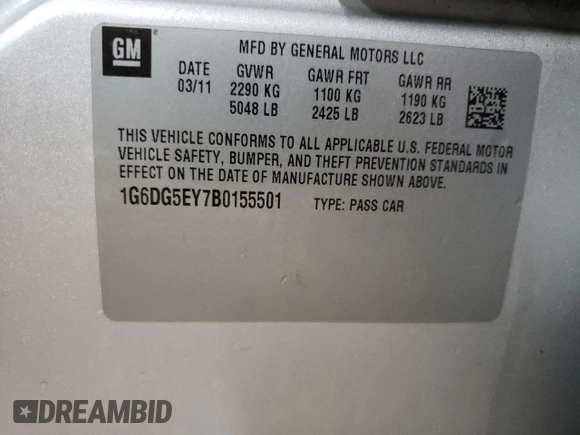 GM
MFD BY GENERAL MOTORS LLC
DATE GVWR GAWR FRT GAWR RR
03/11 2290 KG 1100 KG 1190 KG
5048 LB 2425 LB 2623 LB
THIS VEHICLE CONFORMS TO ALL APPLICABLE U.S. FEDERAL MOTOR
VEHICLE SAFETY, BUMPER, AND THEFT PREVENTION STANDARDS IN
EFFECT ON THE DATE OF MANUFACTURE SHOWN ABOVE.
1G6DG5EY7B0155501 TYPE: PASS CAR
DREAMBID